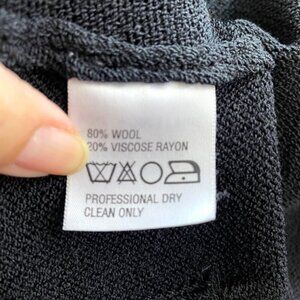 80% WOOL
20% VISCOSE RAYON
PROFESSIONAL DRY
CLEAN ONLY